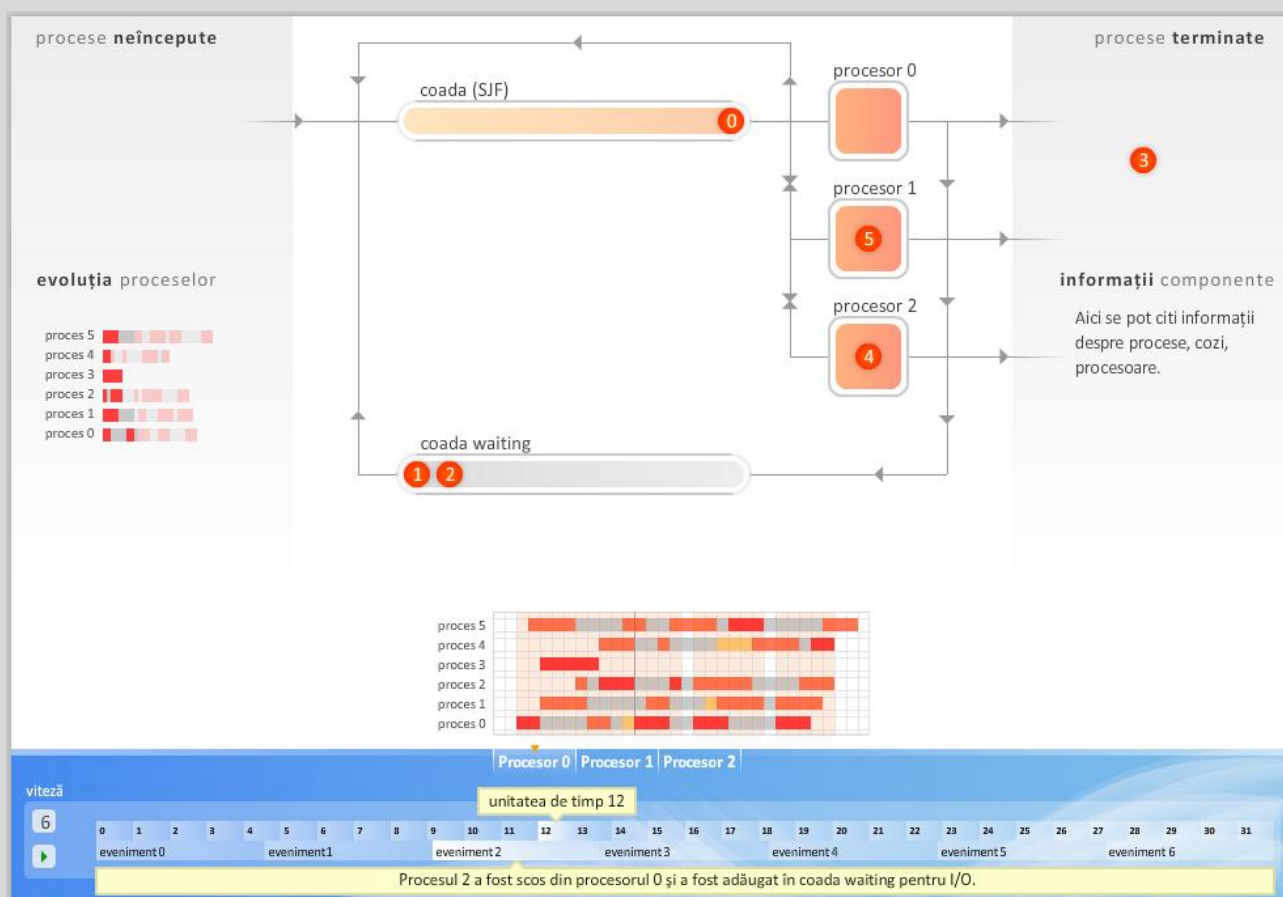 procese neîncepute
procese terminate
coada (SJF)
0
procesor 0
3
procesor 1
5
evoluția proceselor
informații componente
Aici se pot citi informații
despre procese, cozi,
procesoare.
procesor 2
4
proces 5
proces 4
proces 3
proces 2
proces 1
proces 0
coada waiting
1 2
proces 5
proces 4
proces 3
proces 2
proces 1
proces 0
Procesor 0 Procesor 1 Procesor 2
viteză
unitatea de timp 12
6
0 1 2 3 4 5 6 7 8 9 10 11 12 13 14 15 16 17 18 19 20 21 22 23 24 25 26 27 28 29 30 31
eveniment 0 eveniment 1 eveniment 2 eveniment 3 eveniment 4 eveniment 5 eveniment 6
Procesul 2 a fost scos din procesorul 0 și a fost adăugat în coada waiting pentru I/O.